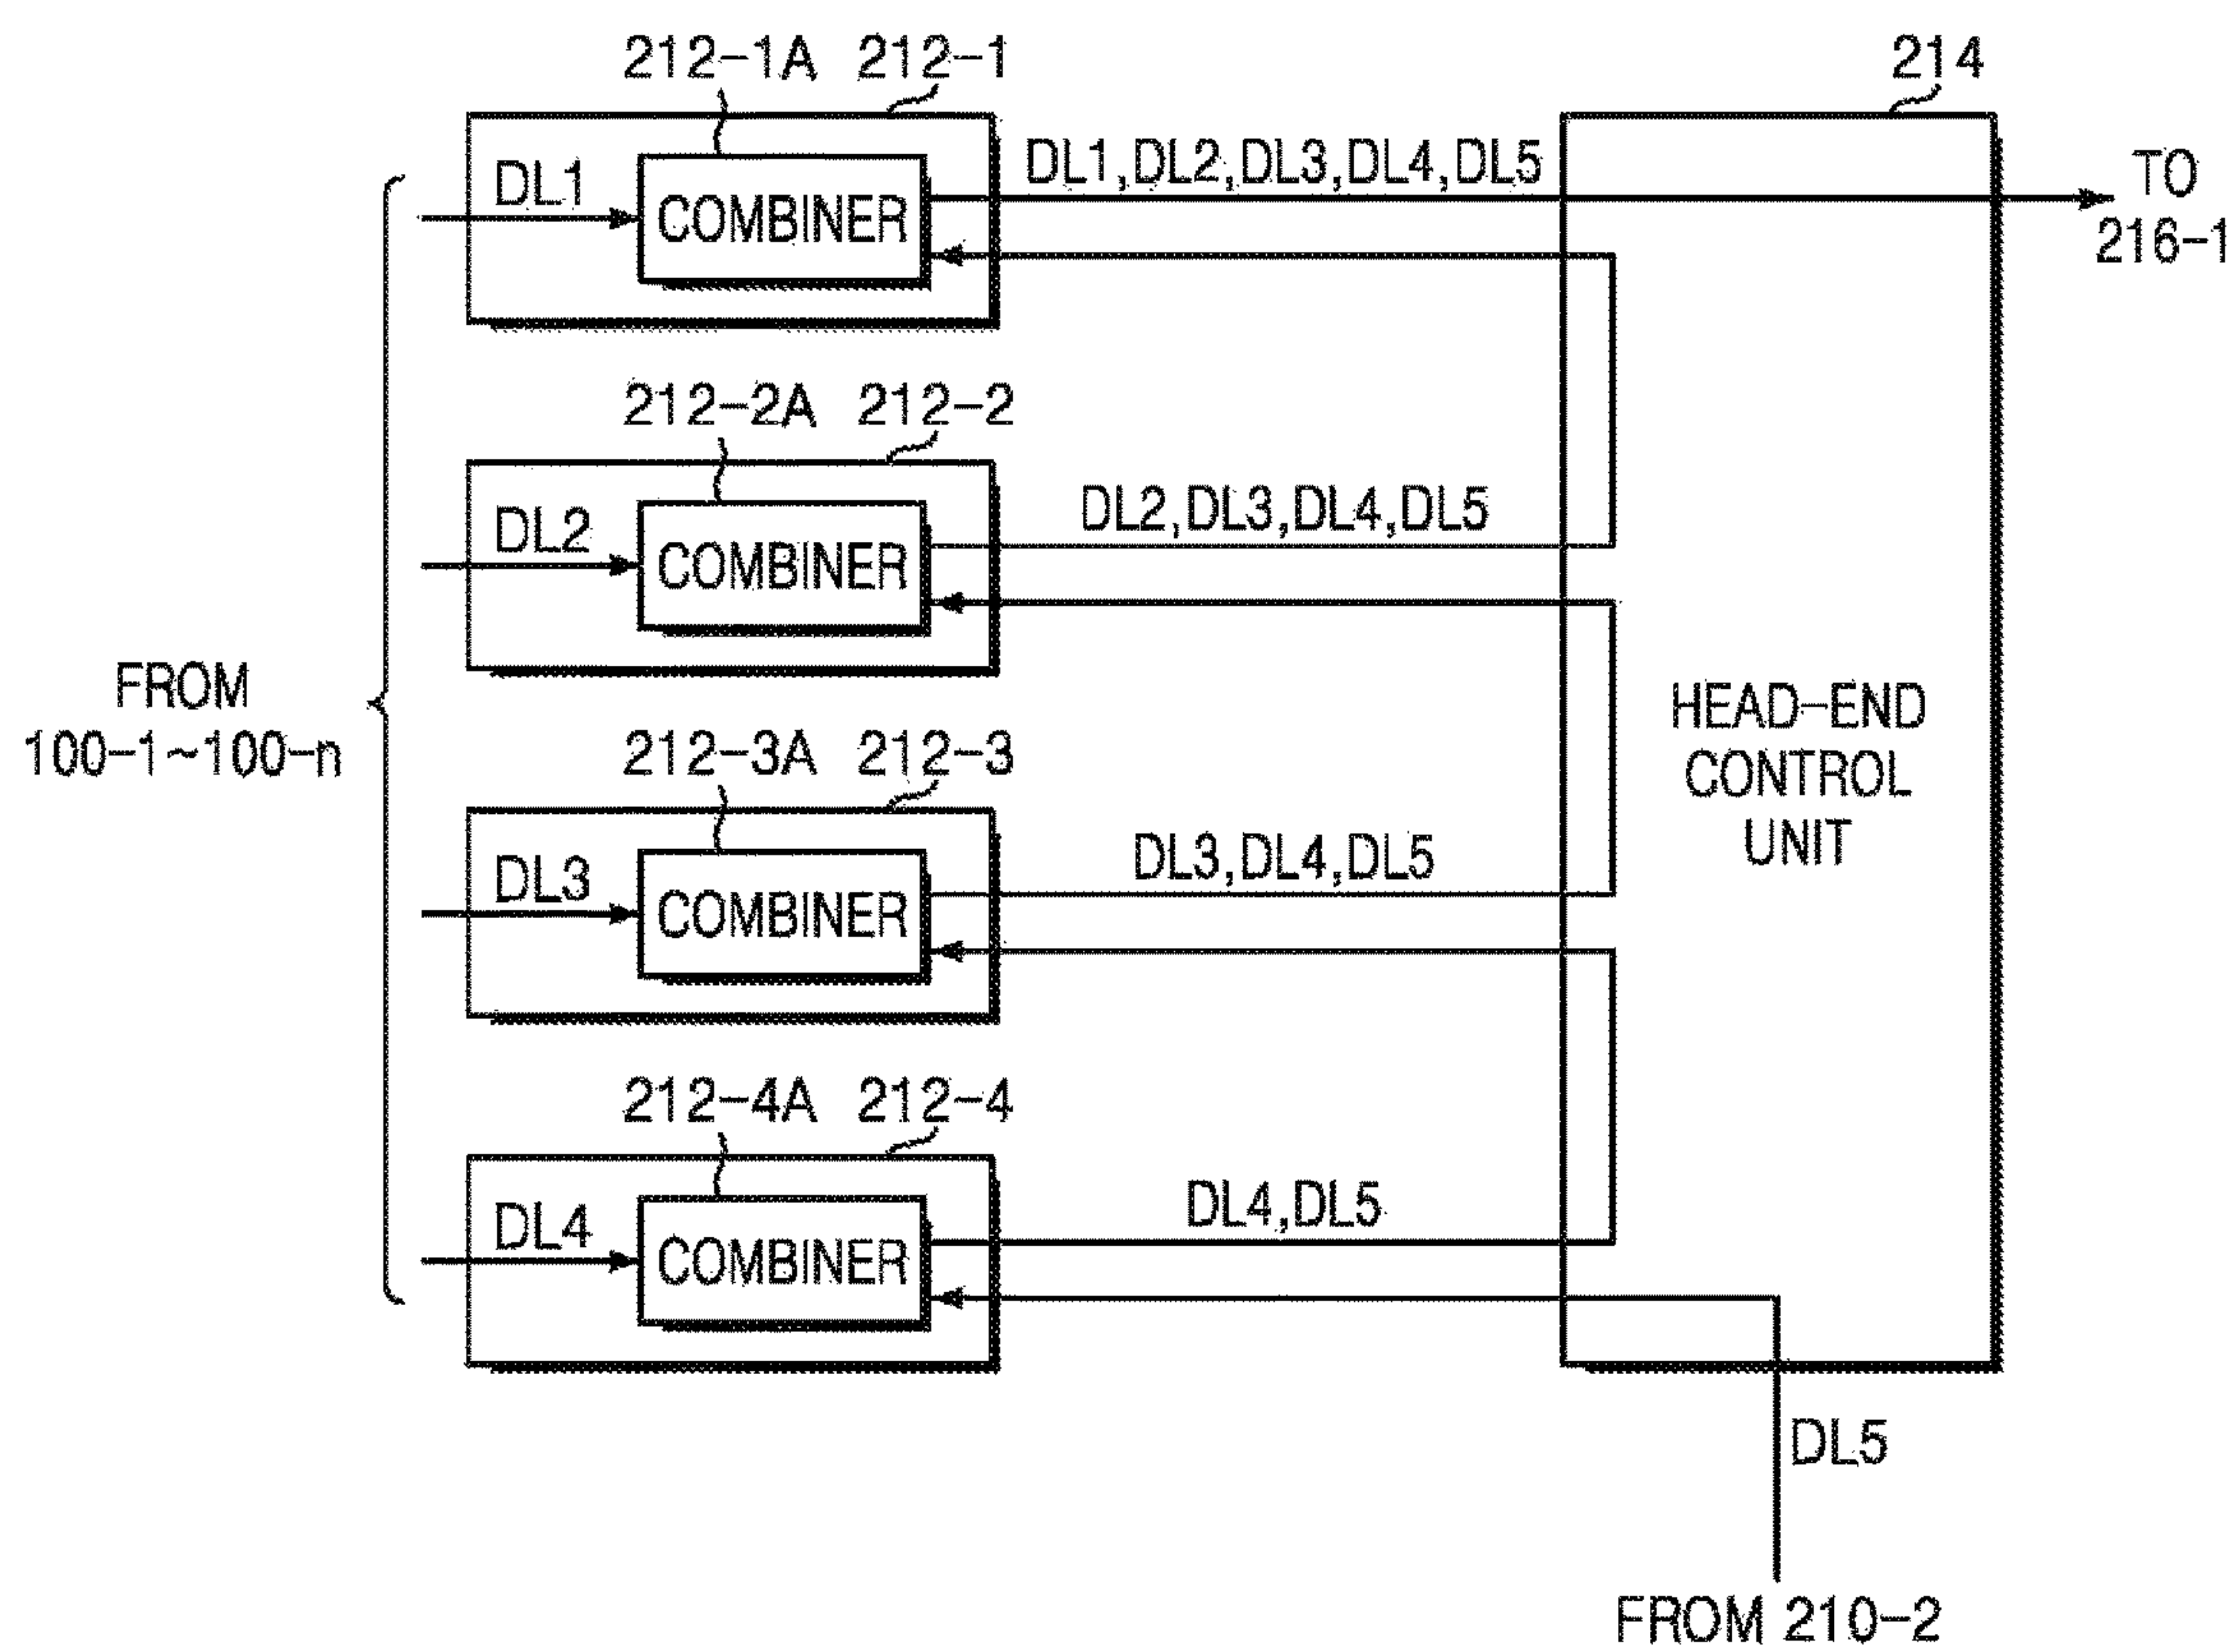 212-1A 212-1
214
DL1
COMBINER
DL1,DL2,DL3,DL4,DL5
TO
216-1
212-2A 212-2
DL2
COMBINER
DL2,DL3,DL4,DL5
FROM
100-1~100-n
HEAD-END
CONTROL
UNIT
212-3A 212-3
DL3
COMBINER
DL3,DL4,DL5
212-4A 212-4
DL4
COMBINER
DL4,DL5
DL5
FROM 210-2